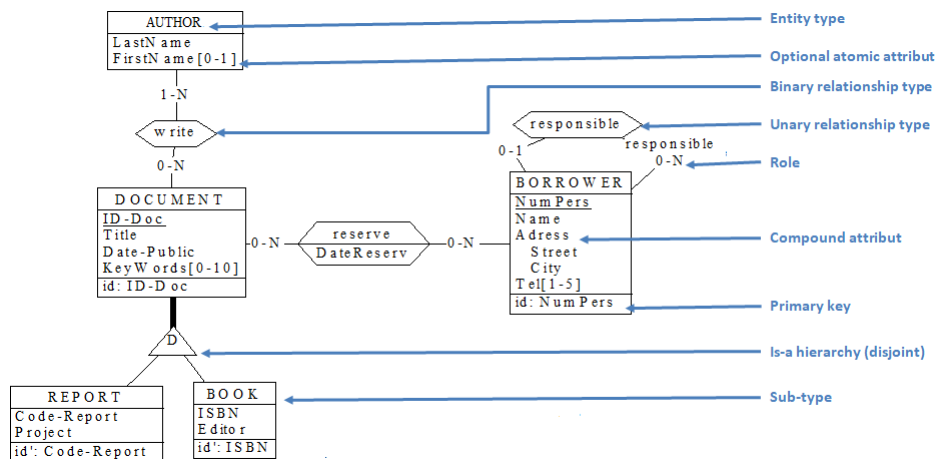 AUTHOR
LastName
FirstName[0-1]
1-N
write
0-N
DOCUMENT
ID-Doc
Title
Date-Public
KeyWords[0-10]
id: ID-Doc
0-N
reserve
DateReserv
0-N
responsible
0-1
responsible
0-N
BORROWER
NumPers
Name
Adress
Street
City
Tel[1-5]
id: NumPers
D
REPORT
Code-Report
Project
id': Code-Report
BOOK
ISBN
Editor
id': ISBN
Entity type
Optional atomic attribut
Binary relationship type
Unary relationship type
Role
Compound attribut
Primary key
Is-a hierarchy (disjoint)
Sub-type